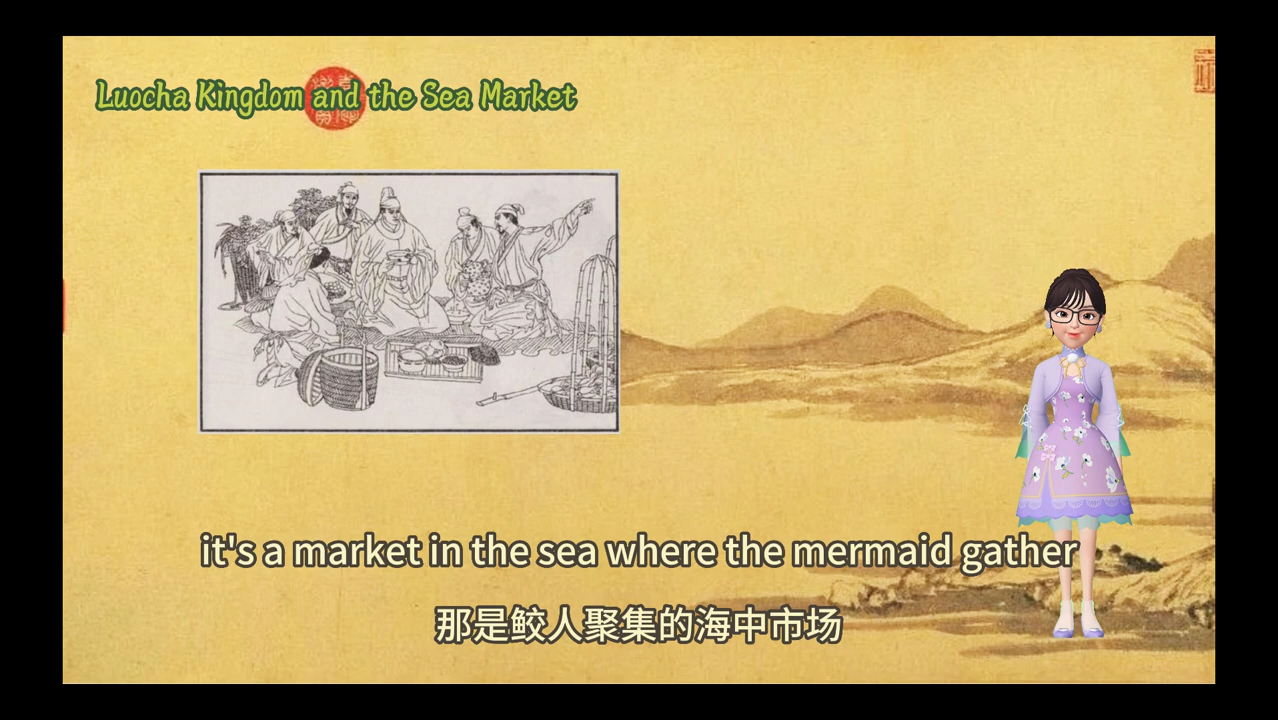 Luocha Kingdom and the Sea Market
it's a market in the sea where the mermaid gather
那是鲛人聚集的海中市场